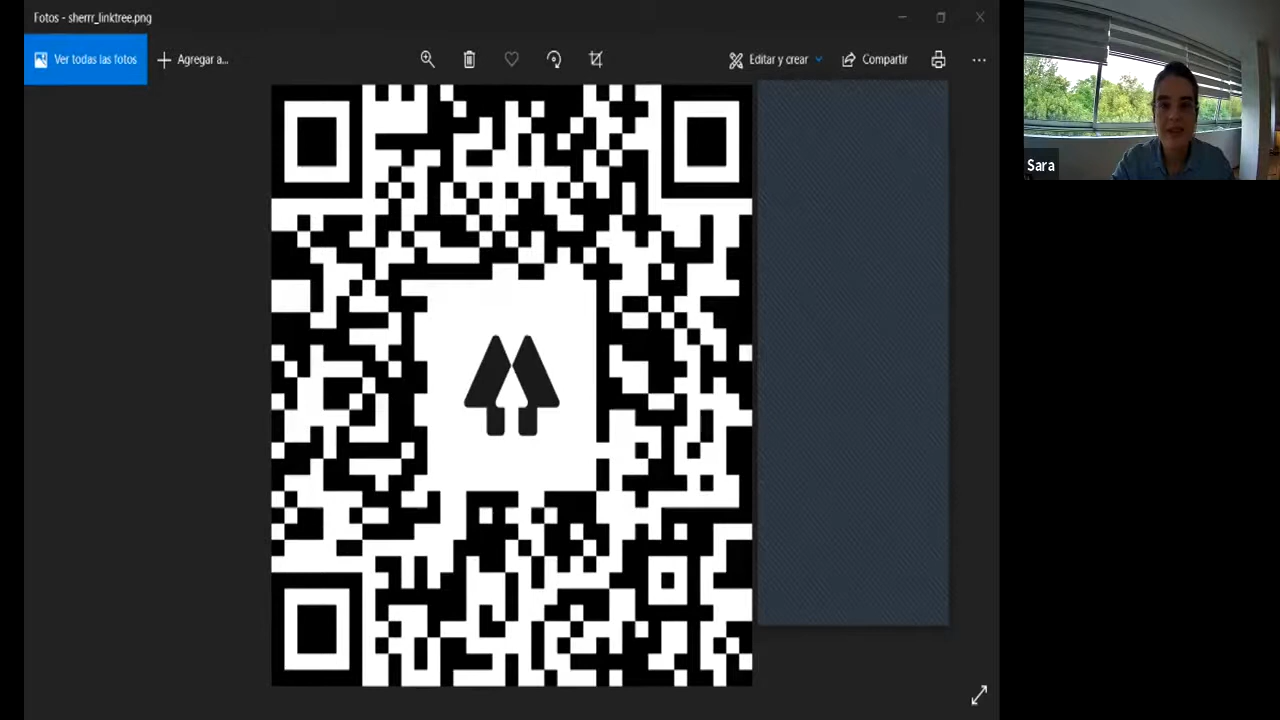 Fotos - sherrr_linktree.png
Ver todas las fotos
Agregar a...
Editar y crear
Compartir
Sara